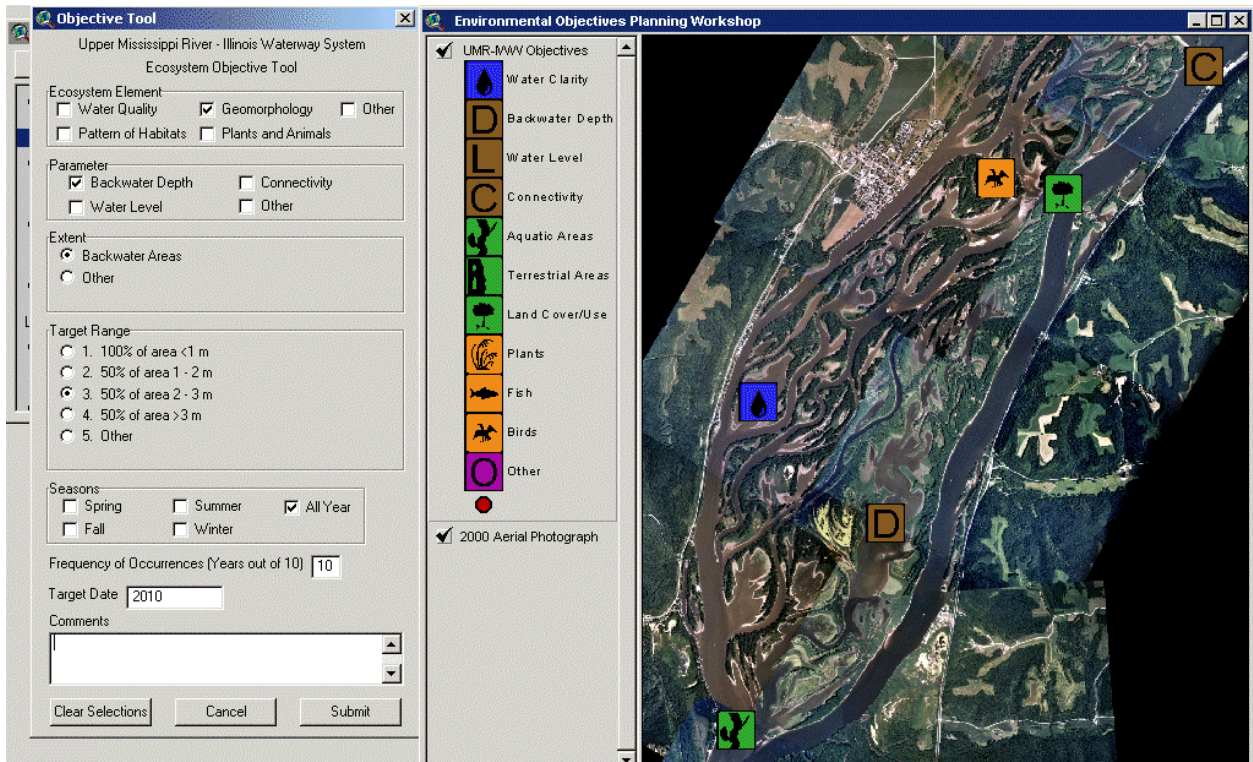 Objective Tool
Upper Mississippi River - Illinois Waterway System
Ecosystem Objective Tool
Ecosystem Element
Water Quality
Geomorphology
Other
Pattern of Habitats
Plants and Animals
Parameter
Backwater Depth
Connectivity
Water Level
Other
Extent
Backwater Areas
Other
Target Range
1. 100% of area <1 m
2. 50% of area 1 - 2 m
3. 50% of area 2 - 3 m
4. 50% of area >3 m
5. Other
Seasons
Spring
Summer
All Year
Fall
Winter
Frequency of Occurrences (Years out of 10) 10
Target Date 2010
Comments
Clear Selections
Cancel
Submit
Environmental Objectives Planning Workshop
UMR-IWW Objectives
Water Clarity
D Backwater Depth
L Water Level
C Connectivity
Aquatic Areas
Terrestrial Areas
Land Cover/Use
Plants
Fish
Birds
O Other
2000 Aerial Photograph
C
D